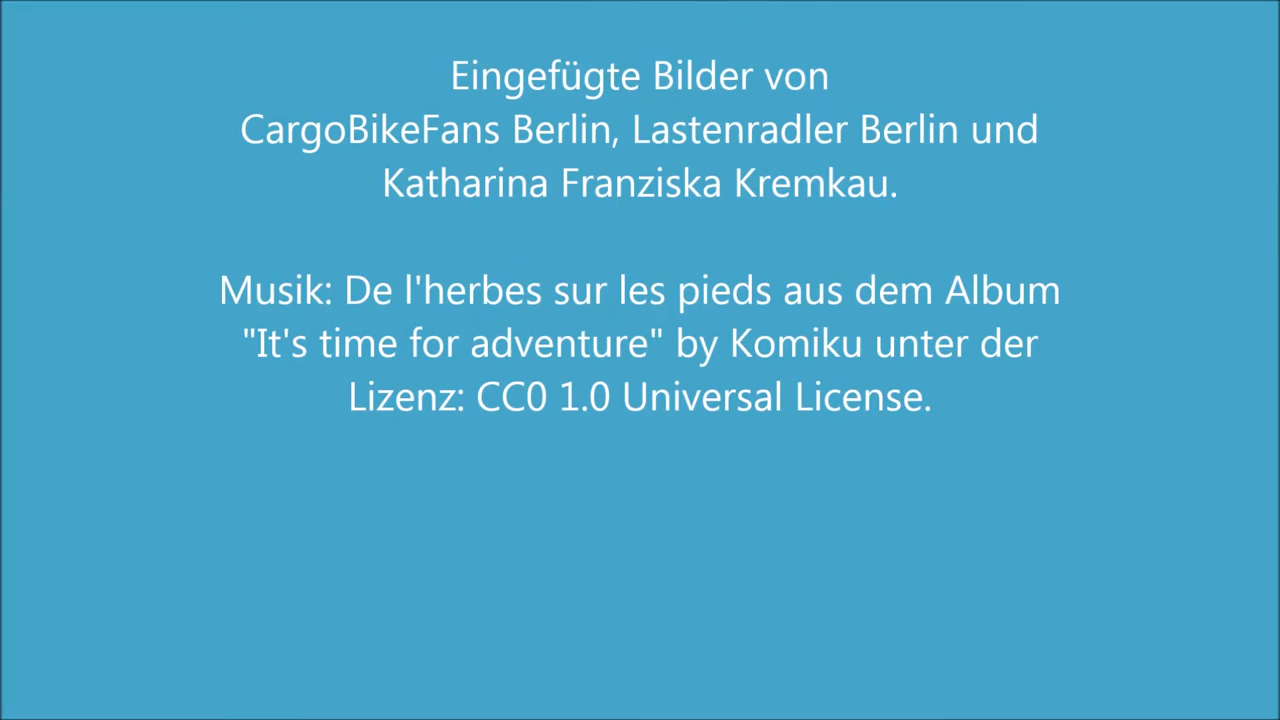 Eingefügte Bilder von
CargoBikeFans Berlin, Lastenradler Berlin und
Katharina Franziska Kremkau.
Musik: De l'herbes sur les pieds aus dem Album
"It's time for adventure" by Komiku unter der
Lizenz: CC0 1.0 Universal License.